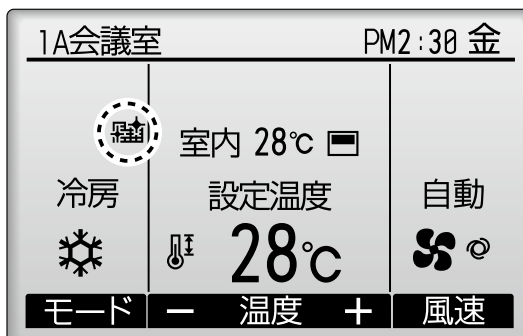 1A会議室 PM2:30 金
室内 28℃
冷房 設定温度 自動
28℃
モード − 温度 + 風速